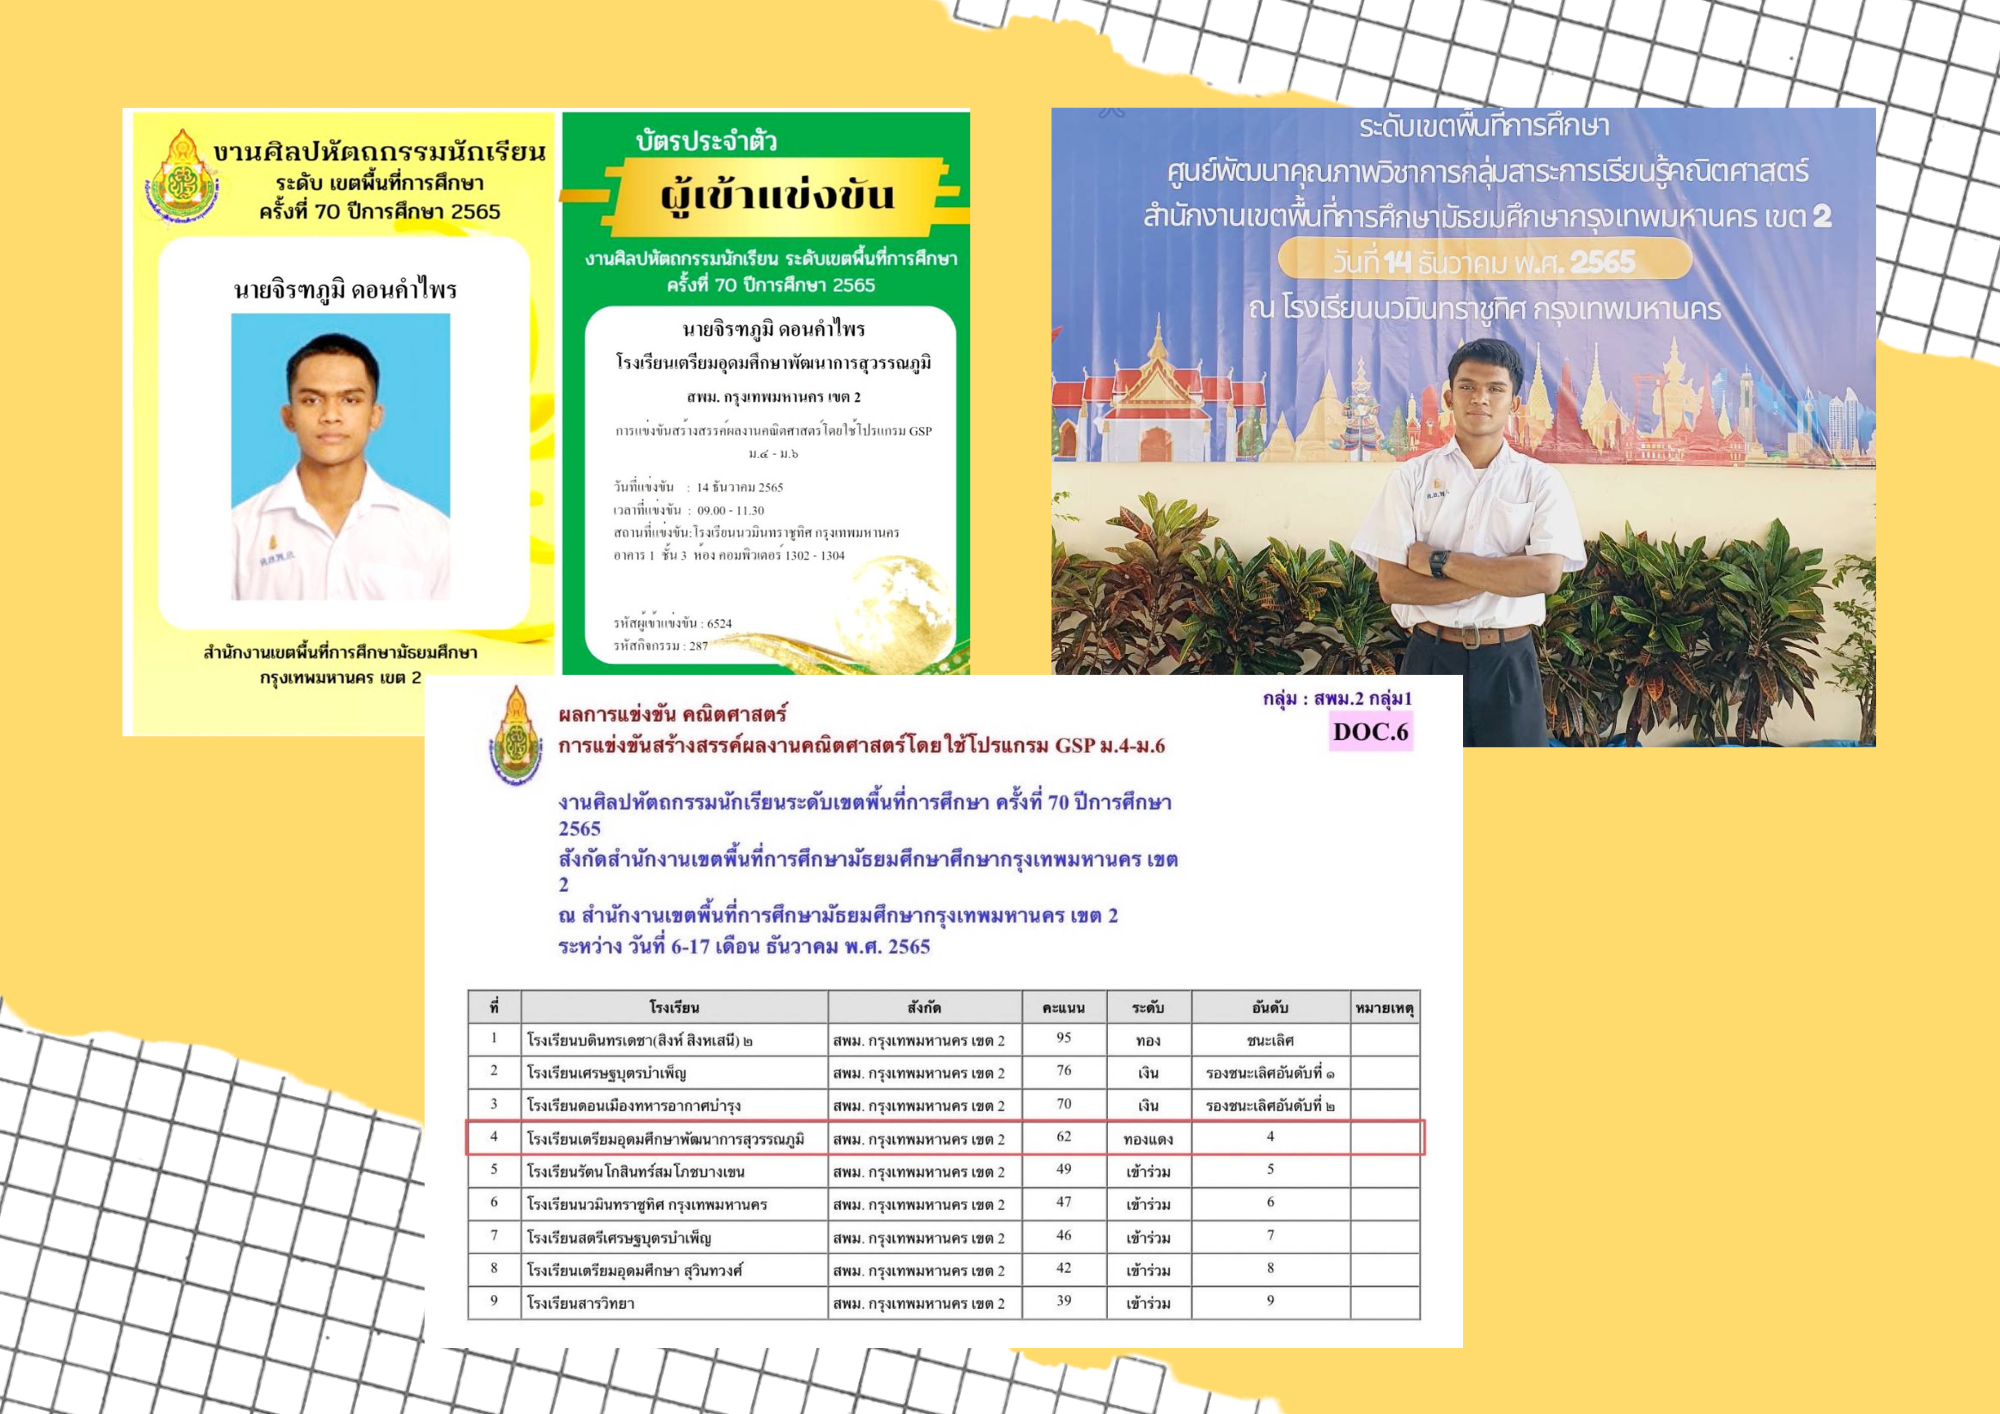 งานศิลปหัตถกรรมนักเรียน
ระดับ เขตพื้นที่การศึกษา
ครั้งที่ 70 ปีการศึกษา 2565
นายจิรฑภูมิ ดอนคำไพร
ต.อ.พ.ส.
สำนักงานเขตพื้นที่การศึกษามัธยมศึกษา
กรุงเทพมหานคร เขต 2
บัตรประจำตัว
ผู้เข้าแข่งขัน
งานศิลปหัตถกรรมนักเรียน ระดับเขตพื้นที่การศึกษา
ครั้งที่ 70 ปีการศึกษา 2565
นายจิรฑภูมิ ดอนคำไพร
โรงเรียนเตรียมอุดมศึกษาพัฒนาการสุวรรณภูมิ
สพม. กรุงเทพมหานคร เขต 2
การแข่งขันสร้างสรรค์ผลงานคณิตศาสตร์โดยใช้โปรแกรม GSP
ม.๔ - ม.๖
วันที่แข่งขัน : 14 ธันวาคม 2565
เวลาที่แข่งขัน : 09.00 - 11.30
สถานที่แข่งขัน: โรงเรียนนวมินทราชูทิศ กรุงเทพมหานคร
อาคาร 1 ชั้น 3 ห้อง คอมพิวเตอร์ 1302 - 1304
รหัสผู้เข้าแข่งขัน : 6524
รหัสกิจกรรม : 287
ระดับเขตพื้นที่การศึกษา
ศูนย์พัฒนาคุณภาพวิชาการกลุ่มสาระการเรียนรู้คณิตศาสตร์
สำนักงานเขตพื้นที่การศึกษามัธยมศึกษากรุงเทพมหานคร เขต 2
วันที่ 14 ธันวาคม พ.ศ. 2565
ณ โรงเรียนนวมินทราชูทิศ กรุงเทพมหานคร
กลุ่ม : สพม.2 กลุ่ม1
DOC.6
ผลการแข่งขัน คณิตศาสตร์
การแข่งขันสร้างสรรค์ผลงานคณิตศาสตร์โดยใช้โปรแกรม GSP ม.4-ม.6
งานศิลปหัตถกรรมนักเรียนระดับเขตพื้นที่การศึกษา ครั้งที่ 70 ปีการศึกษา
2565
สังกัดสำนักงานเขตพื้นที่การศึกษามัธยมศึกษาศึกษากรุงเทพมหานคร เขต
2
ณ สำนักงานเขตพื้นที่การศึกษามัธยมศึกษากรุงเทพมหานคร เขต 2
ระหว่าง วันที่ 6-17 เดือน ธันวาคม พ.ศ. 2565
ที่ โรงเรียน สังกัด คะแนน ระดับ อันดับ หมายเหตุ
1 โรงเรียนบดินทรเดชา(สิงห์ สิงหเสนี) ๒ สพม. กรุงเทพมหานคร เขต 2 95 ทอง ชนะเลิศ
2 โรงเรียนเศรษฐบุตรบำเพ็ญ สพม. กรุงเทพมหานคร เขต 2 76 เงิน รองชนะเลิศอันดับที่ ๑
3 โรงเรียนดอนเมืองทหารอากาศบำรุง สพม. กรุงเทพมหานคร เขต 2 70 เงิน รองชนะเลิศอันดับที่ ๒
4 โรงเรียนเตรียมอุดมศึกษาพัฒนาการสุวรรณภูมิ สพม. กรุงเทพมหานคร เขต 2 62 ทองแดง 4
5 โรงเรียนรัตนโกสินทร์สมโภชบางเขน สพม. กรุงเทพมหานคร เขต 2 49 เข้าร่วม 5
6 โรงเรียนนวมินทราชูทิศ กรุงเทพมหานคร สพม. กรุงเทพมหานคร เขต 2 47 เข้าร่วม 6
7 โรงเรียนสตรีเศรษฐบุตรบำเพ็ญ สพม. กรุงเทพมหานคร เขต 2 46 เข้าร่วม 7
8 โรงเรียนเตรียมอุดมศึกษา สุวินทวงศ์ สพม. กรุงเทพมหานคร เขต 2 42 เข้าร่วม 8
9 โรงเรียนสารวิทยา สพม. กรุงเทพมหานคร เขต 2 39 เข้าร่วม 9